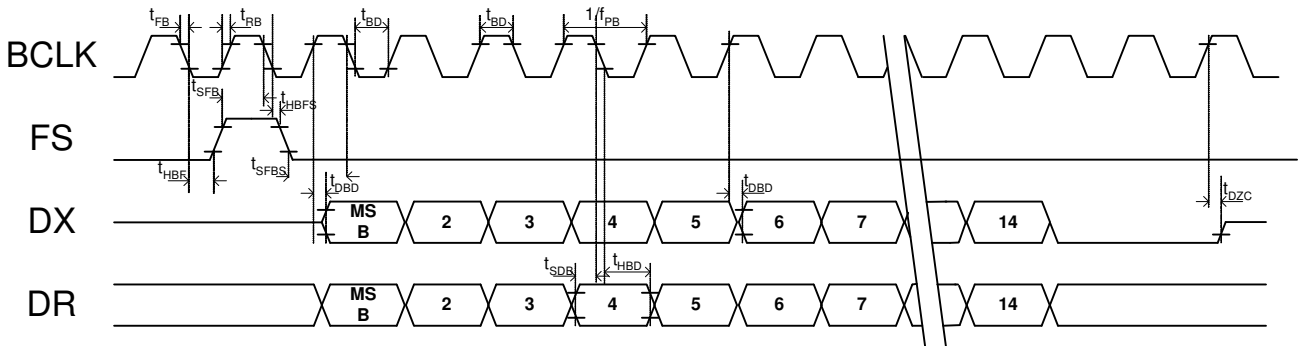 tFB tRB tBD tBD 1/fPB
BCLK
tSFB tHBFS
FS
tHBF tSFBS tDBD tDBD tDZC
DX MS B 2 3 4 5 6 7 14
tSDB tHBD
DR MS B 2 3 4 5 6 7 14